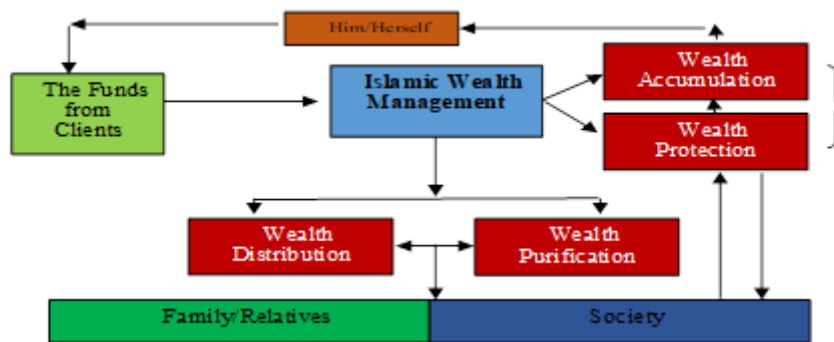 Him/Herself
The Funds
from
Clients
Islamic Wealth
Management
Wealth
Accumulation
Wealth
Protection
Wealth
Distribution
Wealth
Purification
Family/Relatives
Society